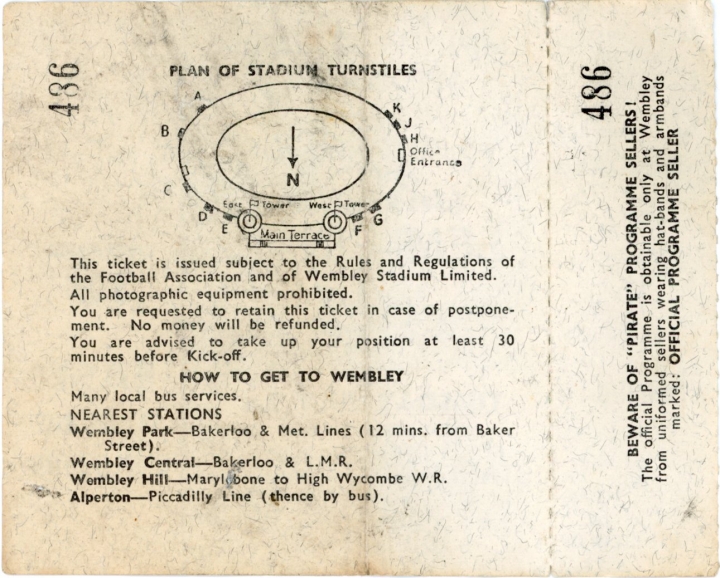 486
PLAN OF STADIUM TURNSTILES
A
K
J
B
H
Office
Entrance
N
C
East Tower
West Tower
D
G
E
F
Main Terrace
This ticket is issued subject to the Rules and Regulations of
the Football Association and of Wembley Stadium Limited.
All photographic equipment prohibited.
You are requested to retain this ticket in case of postpone-
ment. No money will be refunded.
You are advised to take up your position at least 30
minutes before Kick-off.
HOW TO GET TO WEMBLEY
Many local bus services.
NEAREST STATIONS
Wembley Park—Bakerloo & Met. Lines (12 mins. from Baker
Street).
Wembley Central—Bakerloo & L.M.R.
Wembley Hill—Marylebone to High Wycombe W.R.
Alperton—Piccadilly Line (thence by bus).
486
BEWARE OF "PIRATE" PROGRAMME SELLERS!
The official Programme is obtainable only at Wembley
from uniformed sellers wearing hat-bands and armbands
marked: OFFICIAL PROGRAMME SELLER